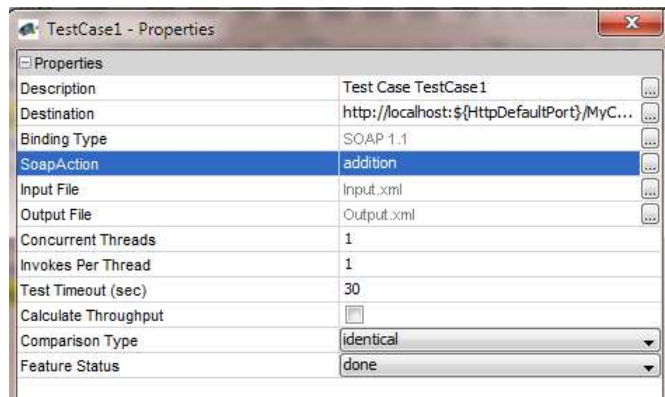 TestCase1 - Properties
Properties
Description Test Case TestCase1 ...
Destination http://localhost:${HttpDefaultPort}/MyC... ...
Binding Type SOAP 1.1 ...
SoapAction addition ...
Input File Input.xml ...
Output File Output.xml ...
Concurrent Threads 1
Invokes Per Thread 1
Test Timeout (sec) 30
Calculate Throughput
Comparison Type identical
Feature Status done